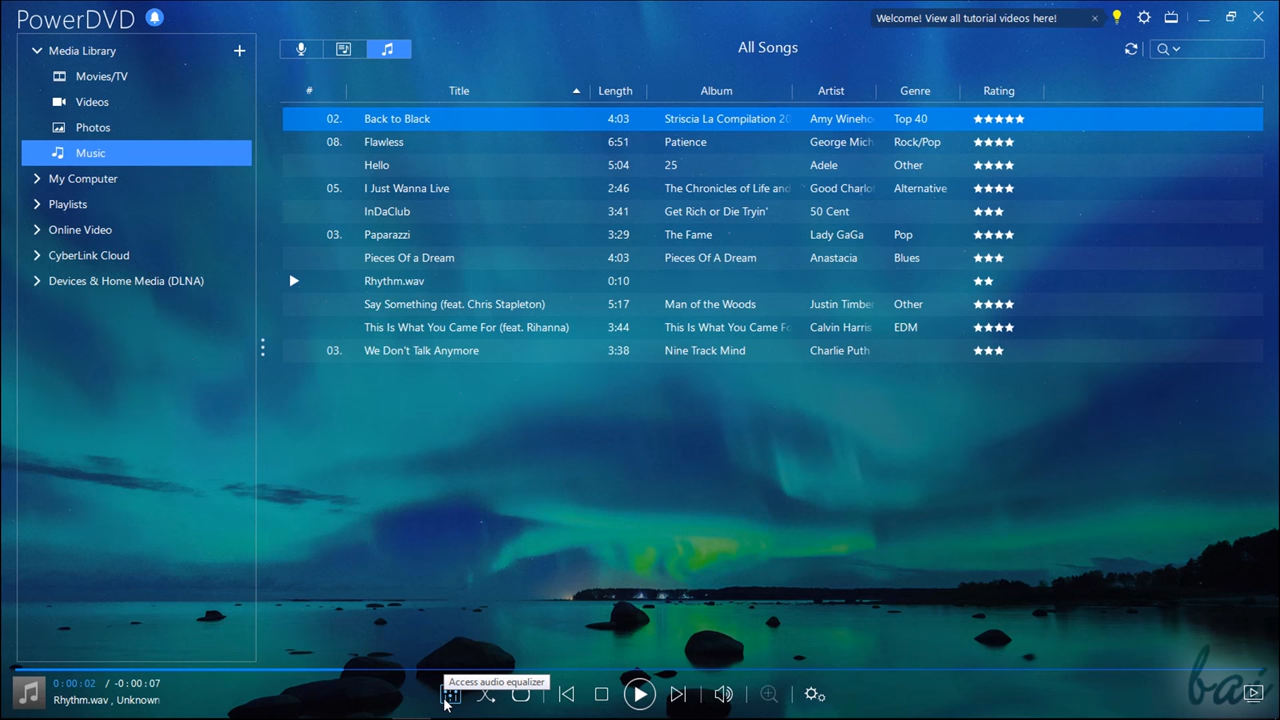 PowerDVD
Welcome! View all tutorial videos here!
Media Library
Movies/TV
Videos
Photos
Music
My Computer
Playlists
Online Video
CyberLink Cloud
Devices & Home Media (DLNA)
All Songs
# Title Length Album Artist Genre Rating
02. Back to Black 4:03 Striscia La Compilation 20 Amy Wineho Top 40 ★★★★★
08. Flawless 6:51 Patience George Mich Rock/Pop ★★★★
Hello 5:04 25 Adele Other ★★★★
05. I Just Wanna Live 2:46 The Chronicles of Life and Good Charlo Alternative ★★★★
InDaClub 3:41 Get Rich or Die Tryin' 50 Cent ★★★
03. Paparazzi 3:29 The Fame Lady GaGa Pop ★★★★
Pieces Of a Dream 4:03 Pieces Of A Dream Anastacia Blues ★★★
Rhythm.wav 0:10 ★★
Say Something (feat. Chris Stapleton) 5:17 Man of the Woods Justin Timbe Other ★★★★
This Is What You Came For (feat. Rihanna) 3:44 This Is What You Came F Calvin Harris EDM ★★★★
03. We Don't Talk Anymore 3:38 Nine Track Mind Charlie Puth ★★★
Access audio equalizer
0:00:02 / -0:00:07
Rhythm.wav , Unknown